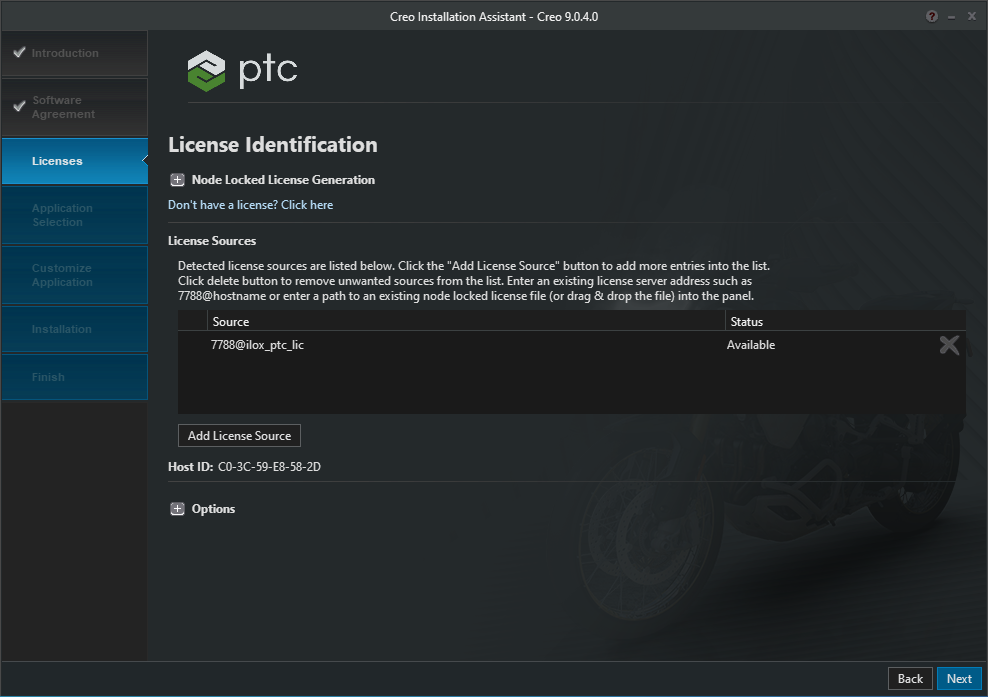 Creo Installation Assistant - Creo 9.0.4.0
Introduction
Software
Agreement
Licenses
Application
Selection
Customize
Application
Installation
Finish
ptc
License Identification
Node Locked License Generation
Don't have a license? Click here
License Sources
Detected license sources are listed below. Click the "Add License Source" button to add more entries into the list.
Click delete button to remove unwanted sources from the list. Enter an existing license server address such as
7788@hostname or enter a path to an existing node locked license file (or drag & drop the file) into the panel.
Source Status
7788@ilox_ptc_lic Available
Add License Source
Host ID: C0-3C-59-E8-58-2D
Options
Back Next